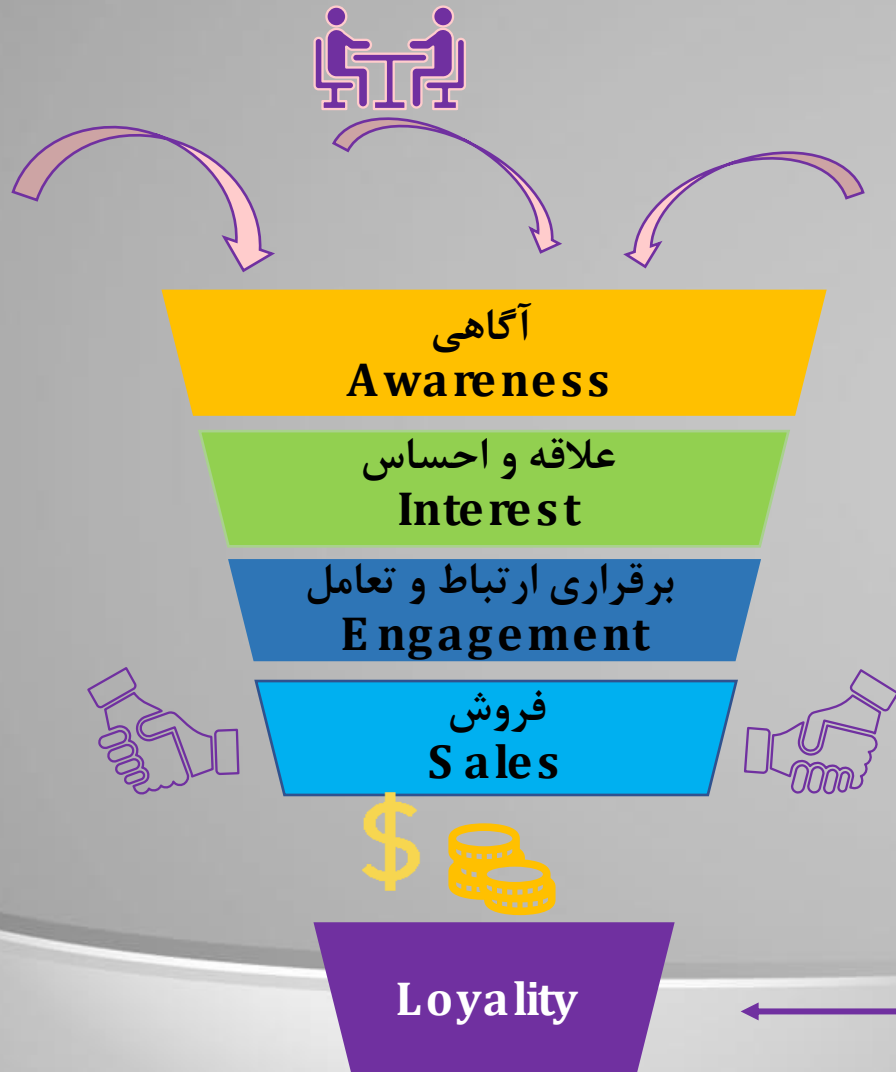 آگاهی
Awareness
علاقه و احساس
Interest
برقراری ارتباط و تعامل
Engagement
فروش
Sales
$
Loyality